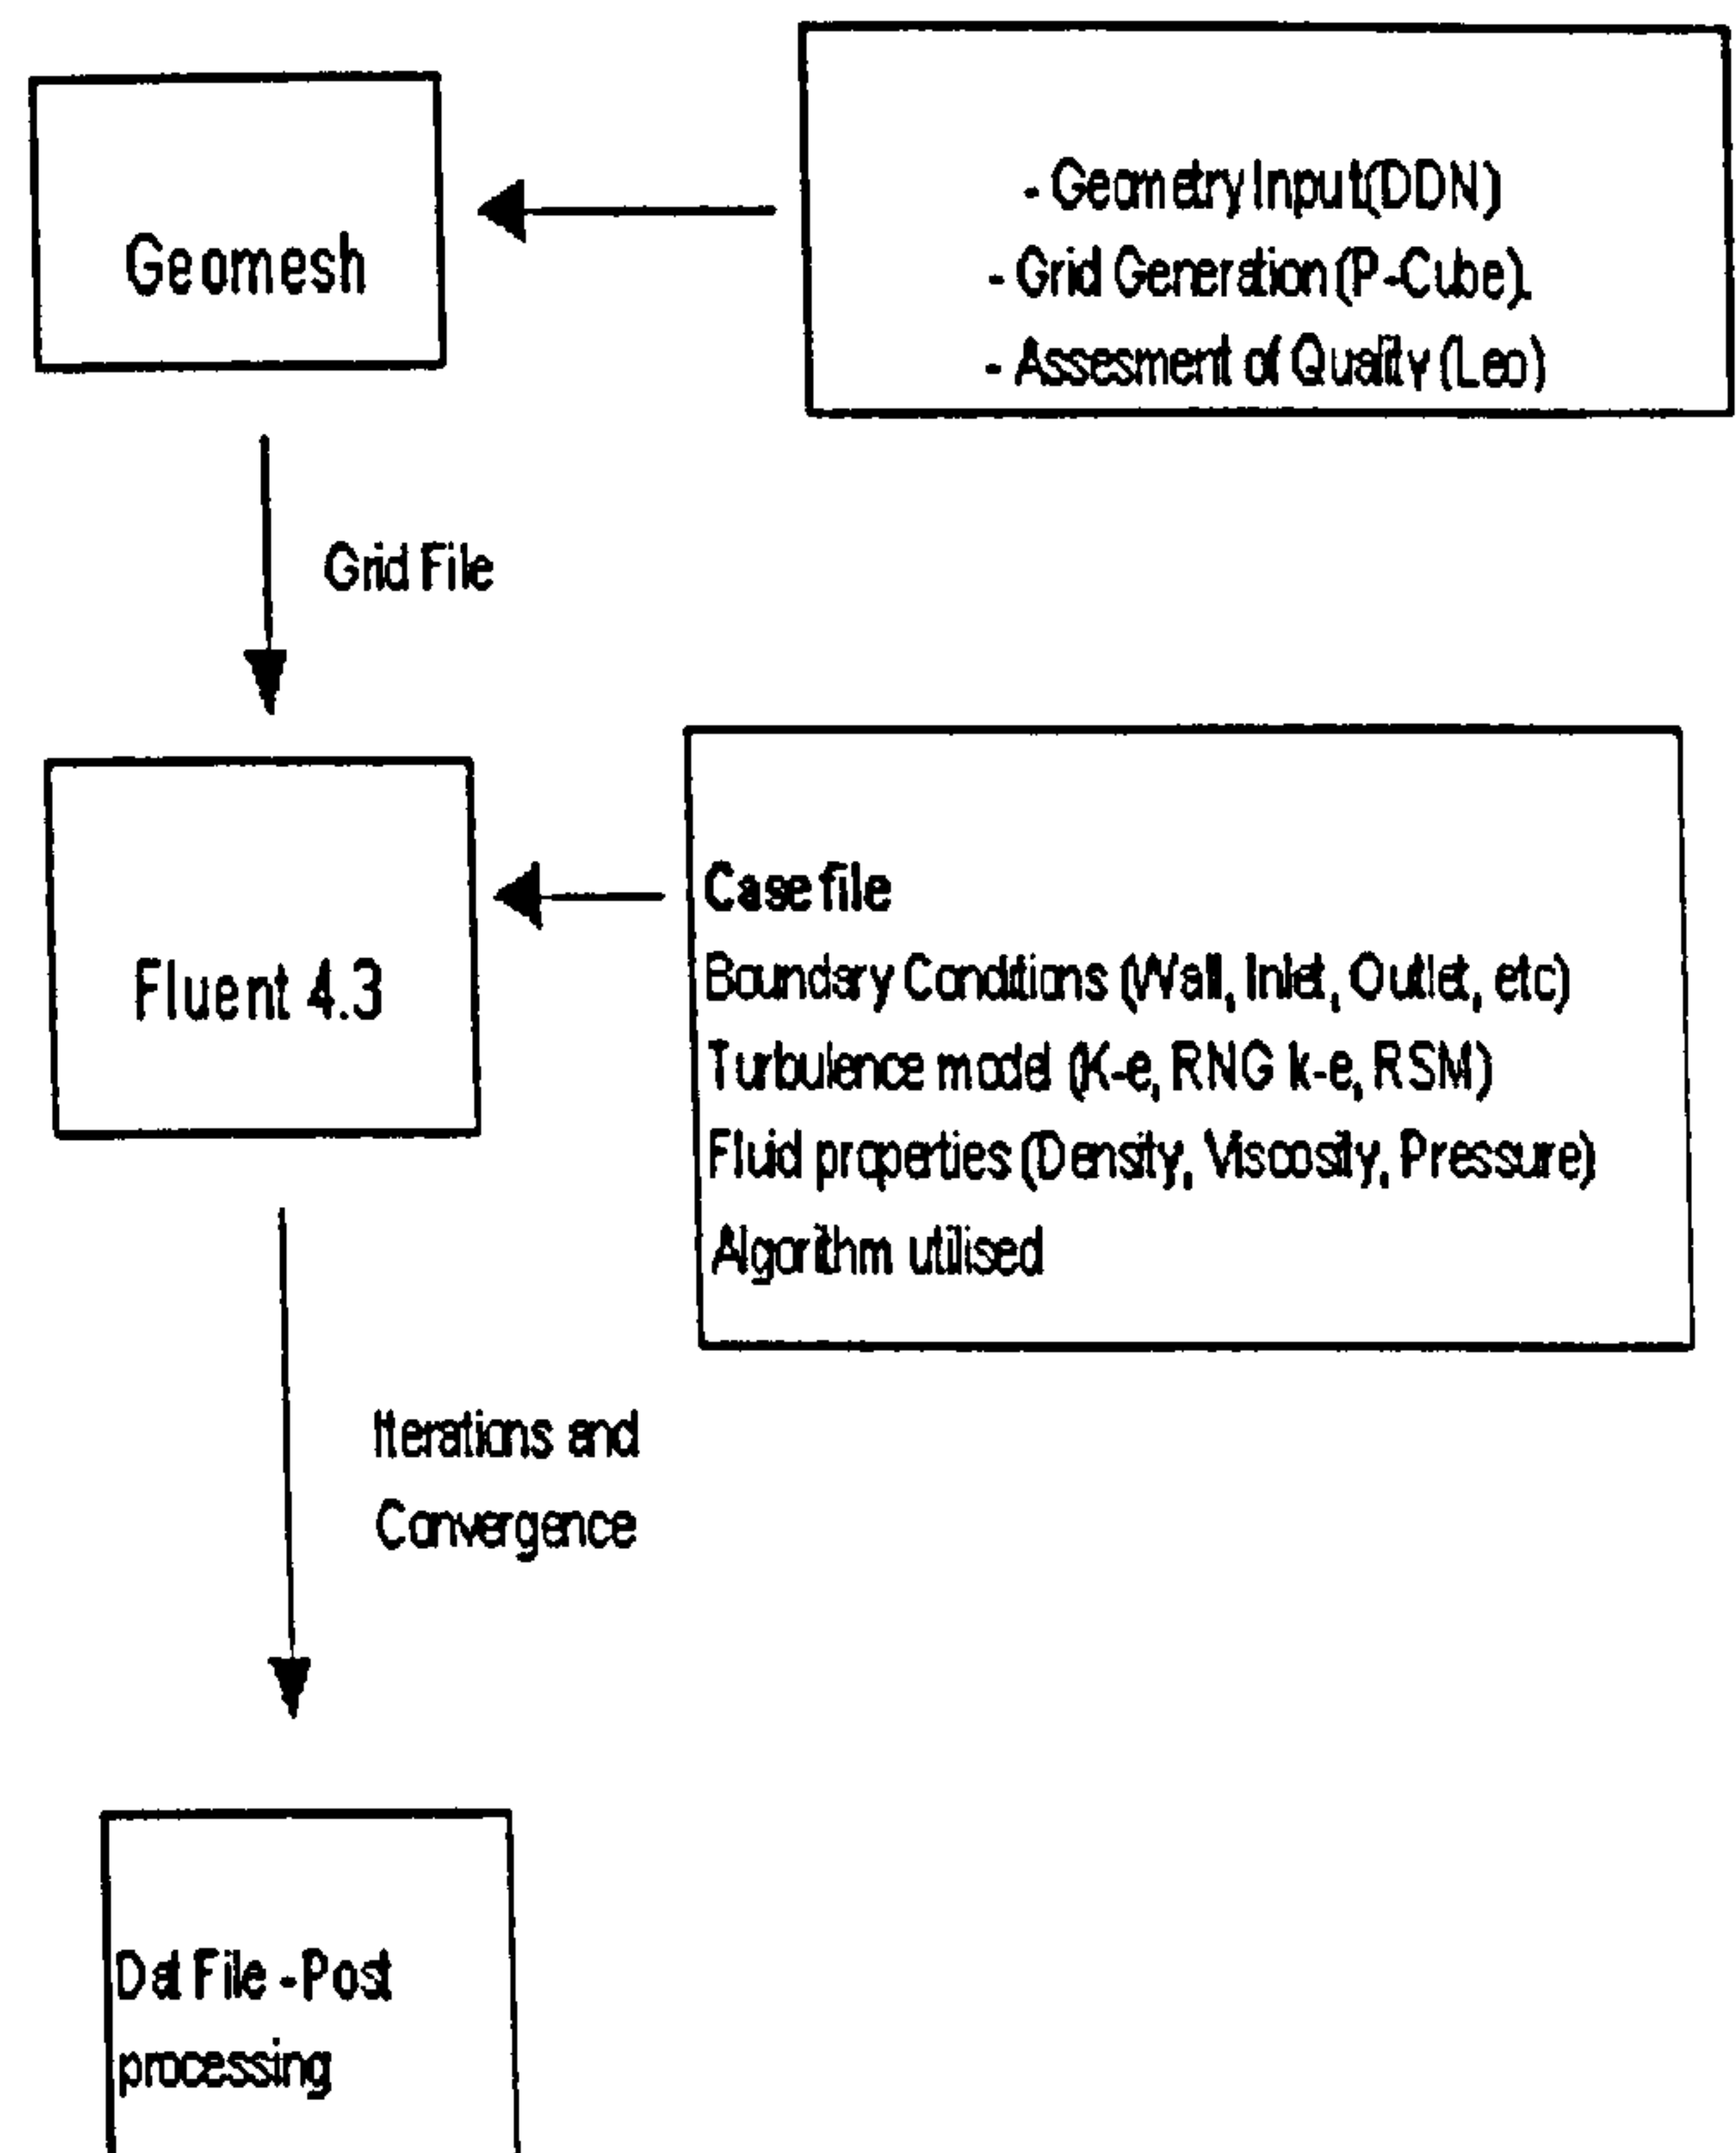 Geomesh
- Geometry Input(DDN)
- Grid Generation (P-Cube).
- Assesment of Quality (Leo)
Grid File
Fluent 4.3
Case file
Boundary Conditions (Wall, Inlet, Outlet, etc)
Turbulence model (K-e, RNG k-e, RSM)
Fluid properties (Density, Viscosity, Pressure)
Algorithm utilised
Iterations and
Convergence
Dat File - Post
processing